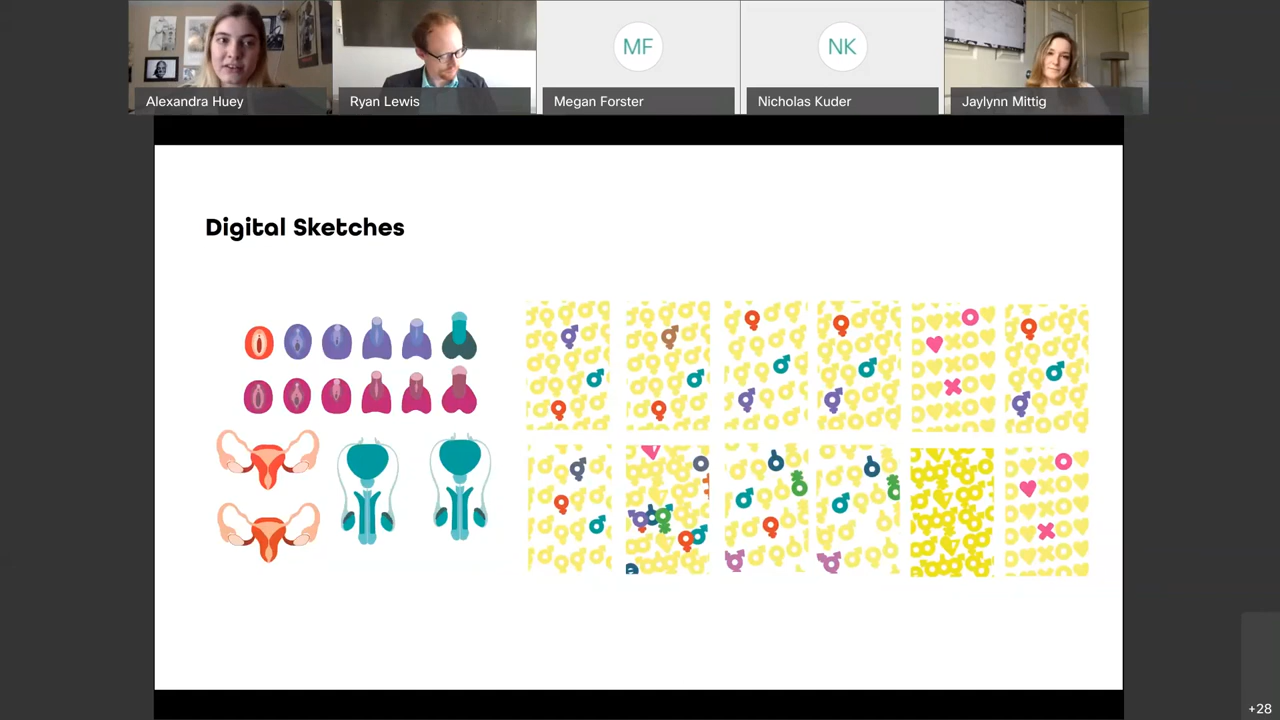 Alexandra Huey
Ryan Lewis
MF
Megan Forster
NK
Nicholas Kuder
Jaylynn Mittig
Digital Sketches
+28